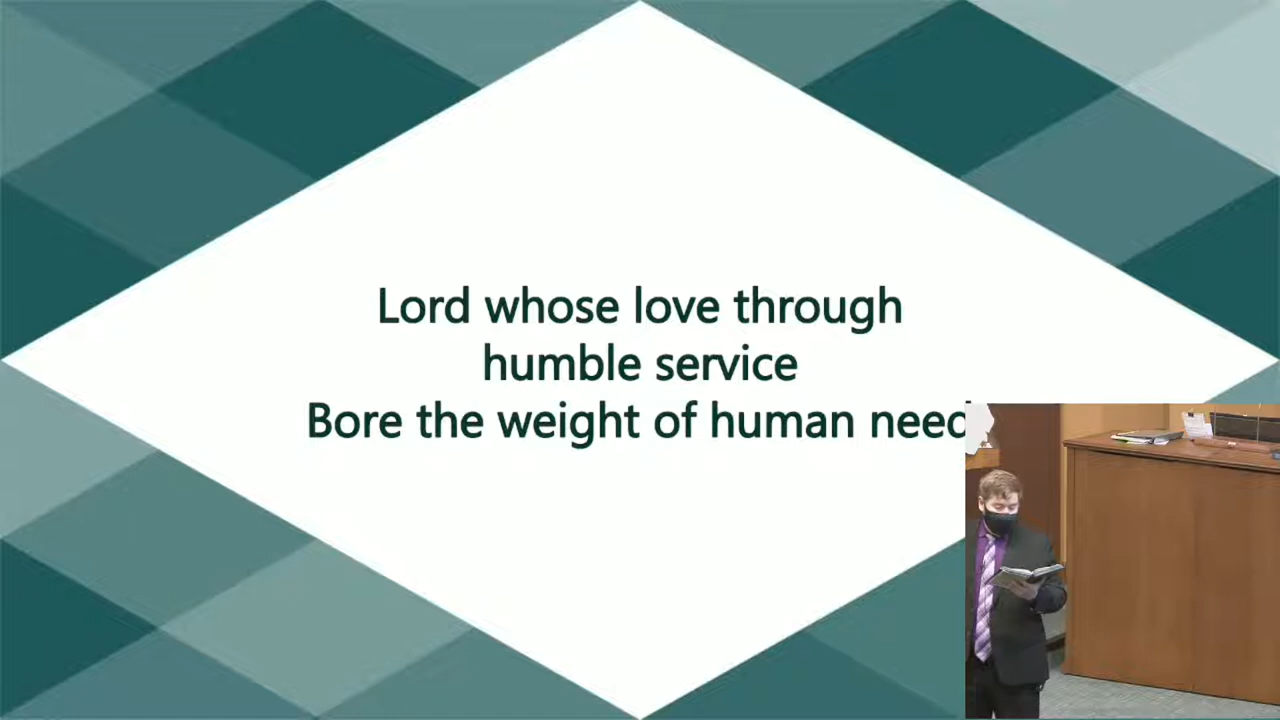 Lord whose love through
humble service
Bore the weight of human need